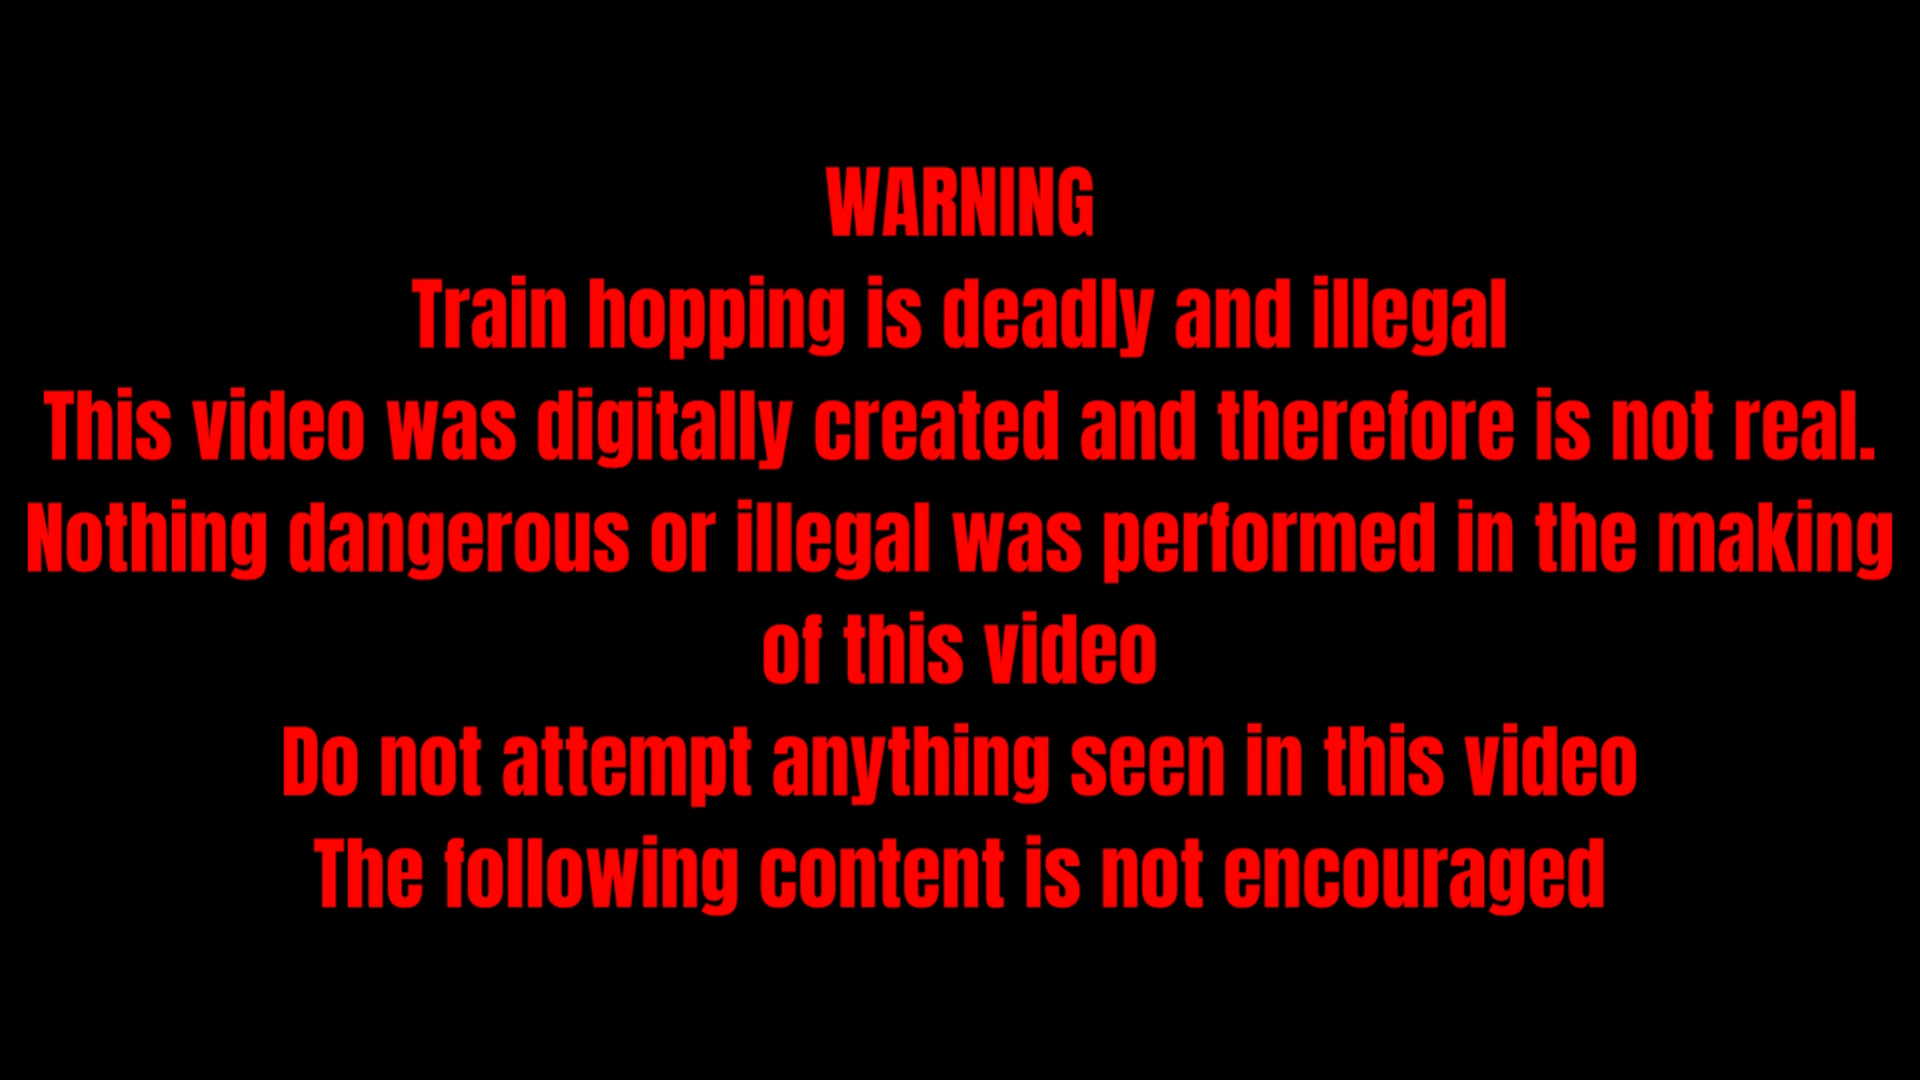 WARNING
Train hopping is deadly and illegal
This video was digitally created and therefore is not real.
Nothing dangerous or illegal was performed in the making
of this video
Do not attempt anything seen in this video
The following content is not encouraged